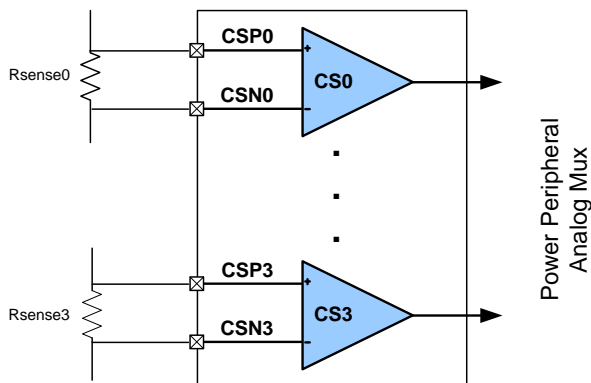 CSP0
+
Rsense0
CS0
CSN0
-
Power Peripheral
Analog Mux
CSP3
+
Rsense3
CS3
CSN3
-